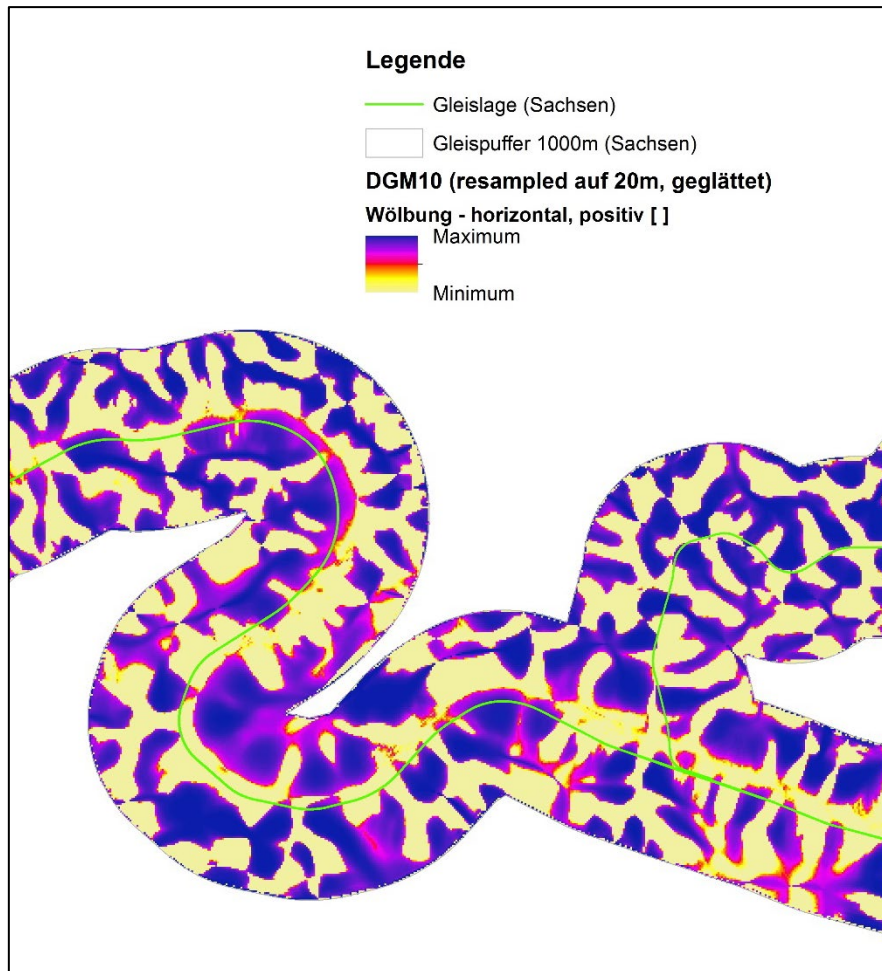 Legende
Gleislage (Sachsen)
Gleispuffer 1000m (Sachsen)
DGM10 (resampled auf 20m, geglättet)
Wölbung - horizontal, positiv [ ]
Maximum
Minimum